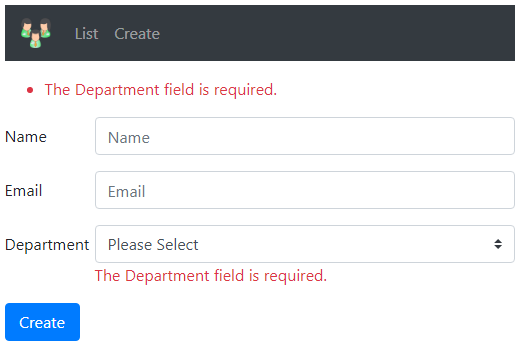 List Create
The Department field is required.
Name Name
Email Email
Department Please Select
The Department field is required.
Create